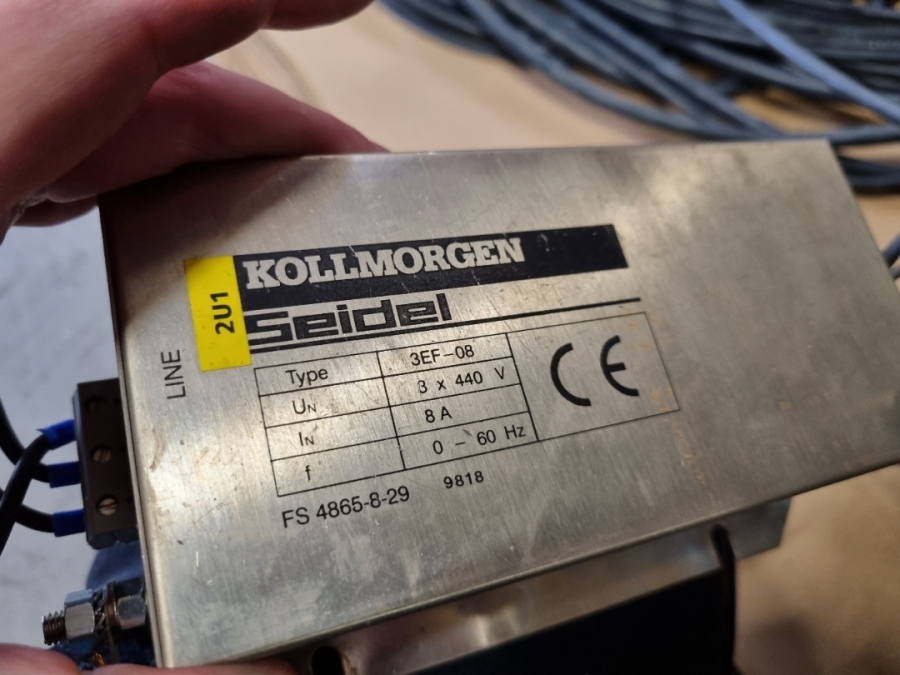 KOLLMORGEN
Seidel
2U1
LINE
Type 3EF-08
UN 3 x 440 V
IN 8 A
f 0 - 60 Hz
CE
FS 4865-8-29 9818